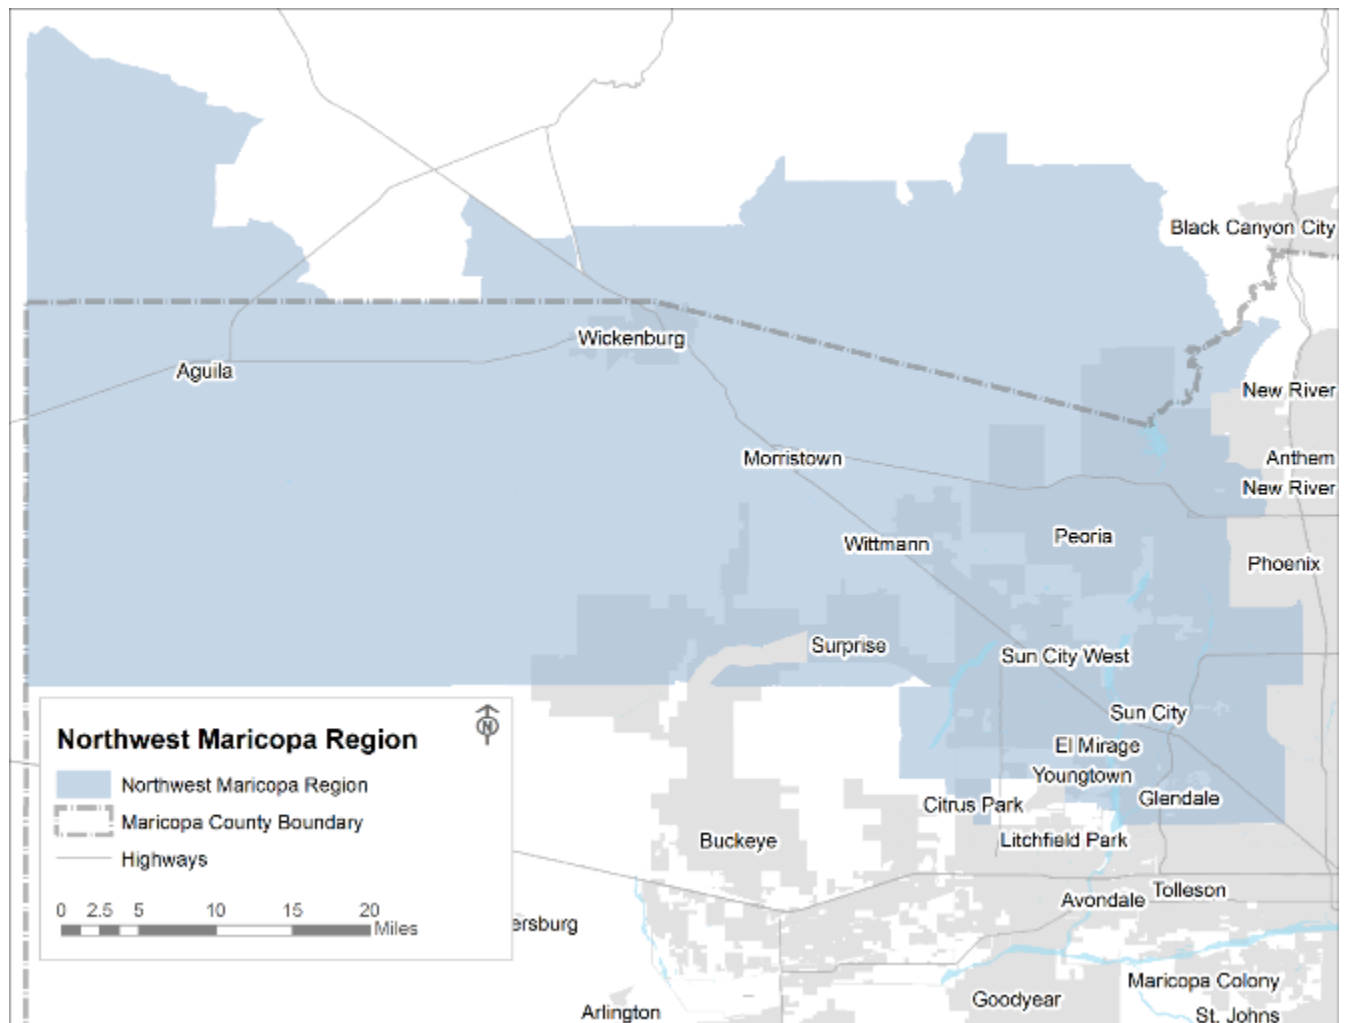 Black Canyon City
Wickenburg
Aguila
New River
Morristown
Anthem
New River
Peoria
Wittmann
Phoenix
Surprise
Sun City West
Sun City
El Mirage
Youngtown
Glendale
Citrus Park
Litchfield Park
Buckeye
Tolleson
Avondale
ersburg
Maricopa Colony
Goodyear
Arlington
St. Johns
Northwest Maricopa Region
N
Northwest Maricopa Region
Maricopa County Boundary
Highways
0 2.5 5 10 15 20
Miles